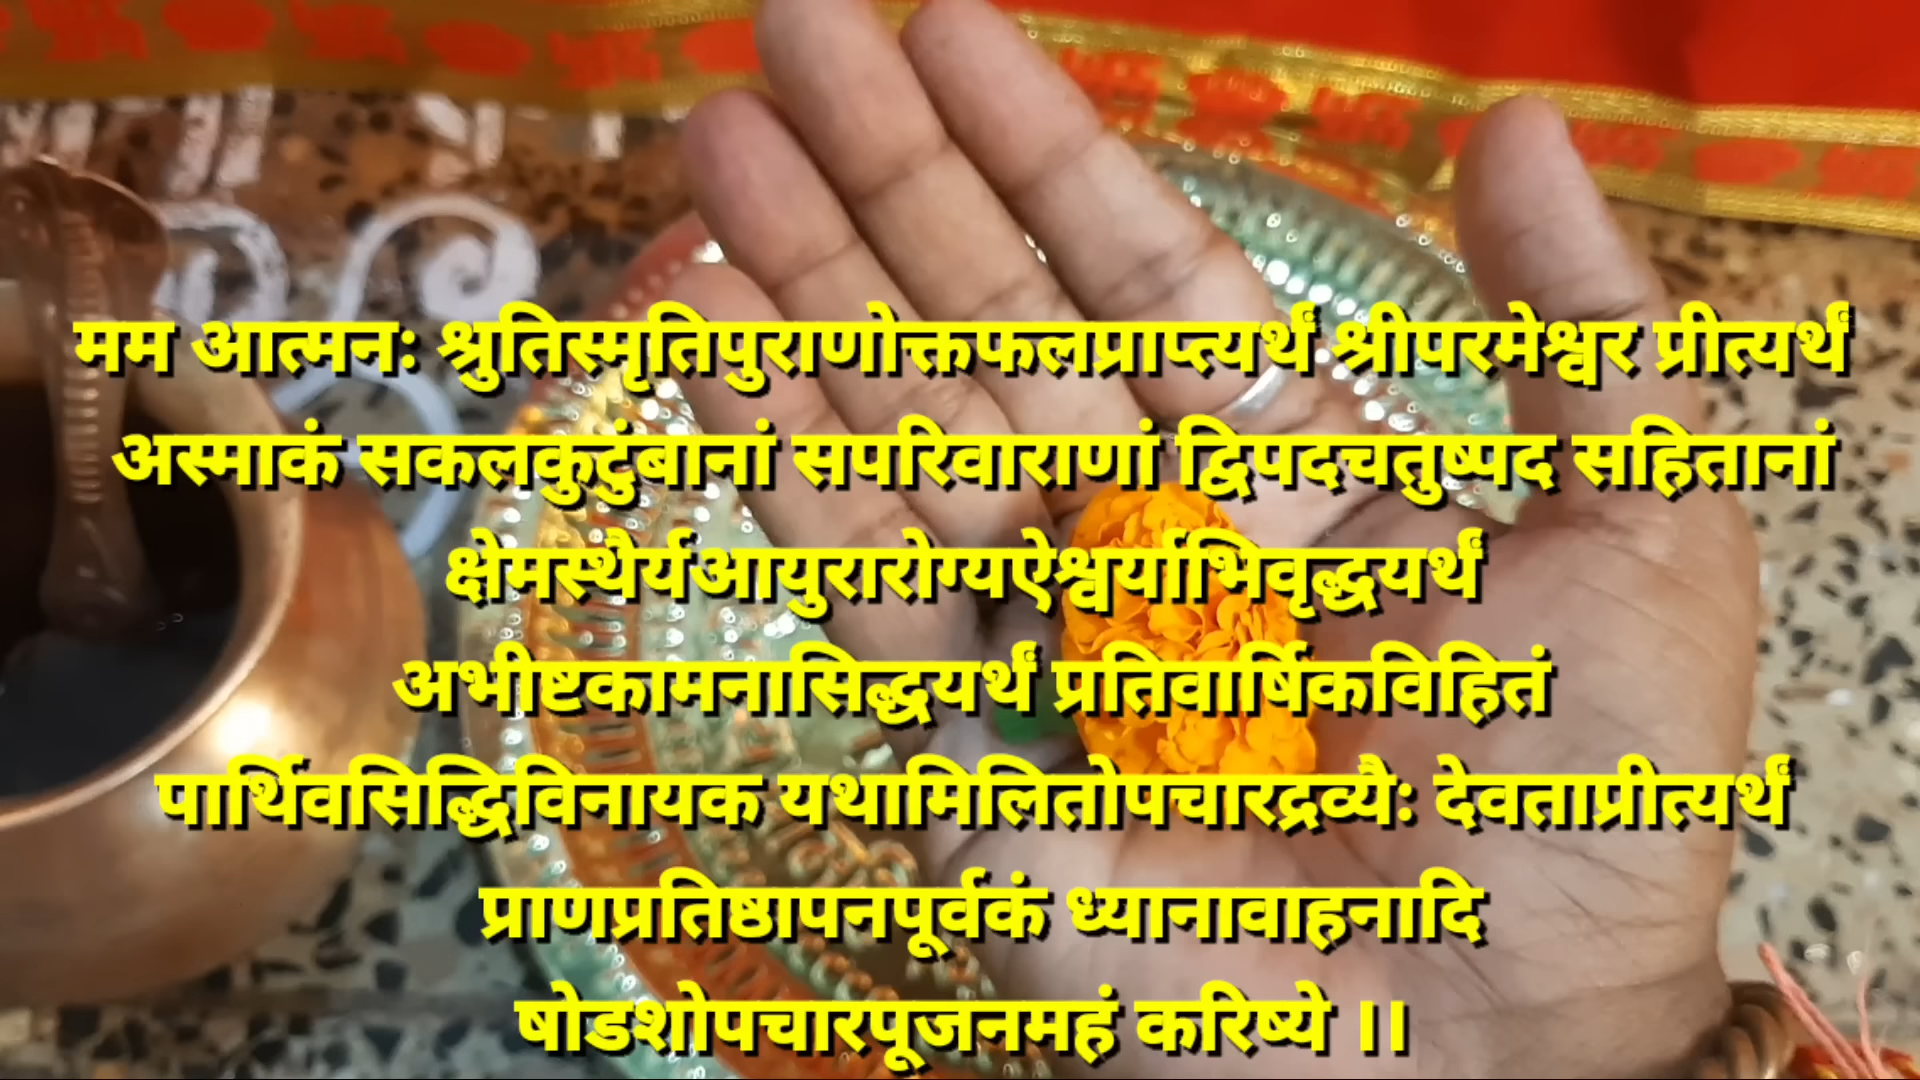 मम आत्मनः श्रुतिस्मृतिपुराणोक्तफलप्राप्त्यर्थं श्रीपरमेश्वर प्रीत्यर्थं
अस्माकं सकलकुटुंबानां सपरिवाराणां द्विपदचतुष्पद सहितानां
क्षेमस्थैर्यआयुरारोग्यऐश्वर्याभिवृद्धयर्थं
अभीष्टकामनासिद्धयर्थं प्रतिवार्षिकविहितं
पार्थिवसिद्धिविनायक यथामिलितोपचारद्रव्यैः देवताप्रीत्यर्थं
प्राणप्रतिष्ठापनपूर्वकं ध्यानावाहनादि
षोडशोपचारपूजनमहं करिष्ये ।।